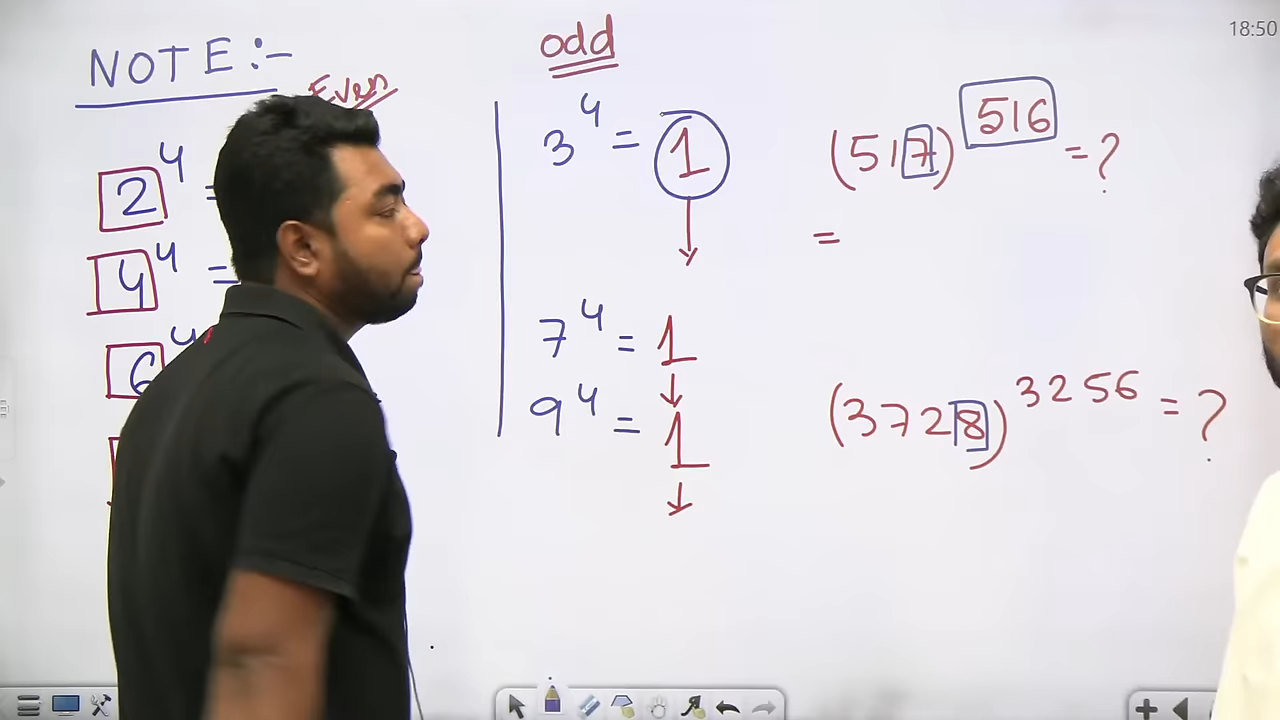 18:50
NOTE:-
Even
2⁴ =
4⁴ =
6⁴
odd
3⁴ = 1
7⁴ = 1
9⁴ = 1
(517)⁵¹⁶ = ?
=
(3728)³²⁵⁶ = ?